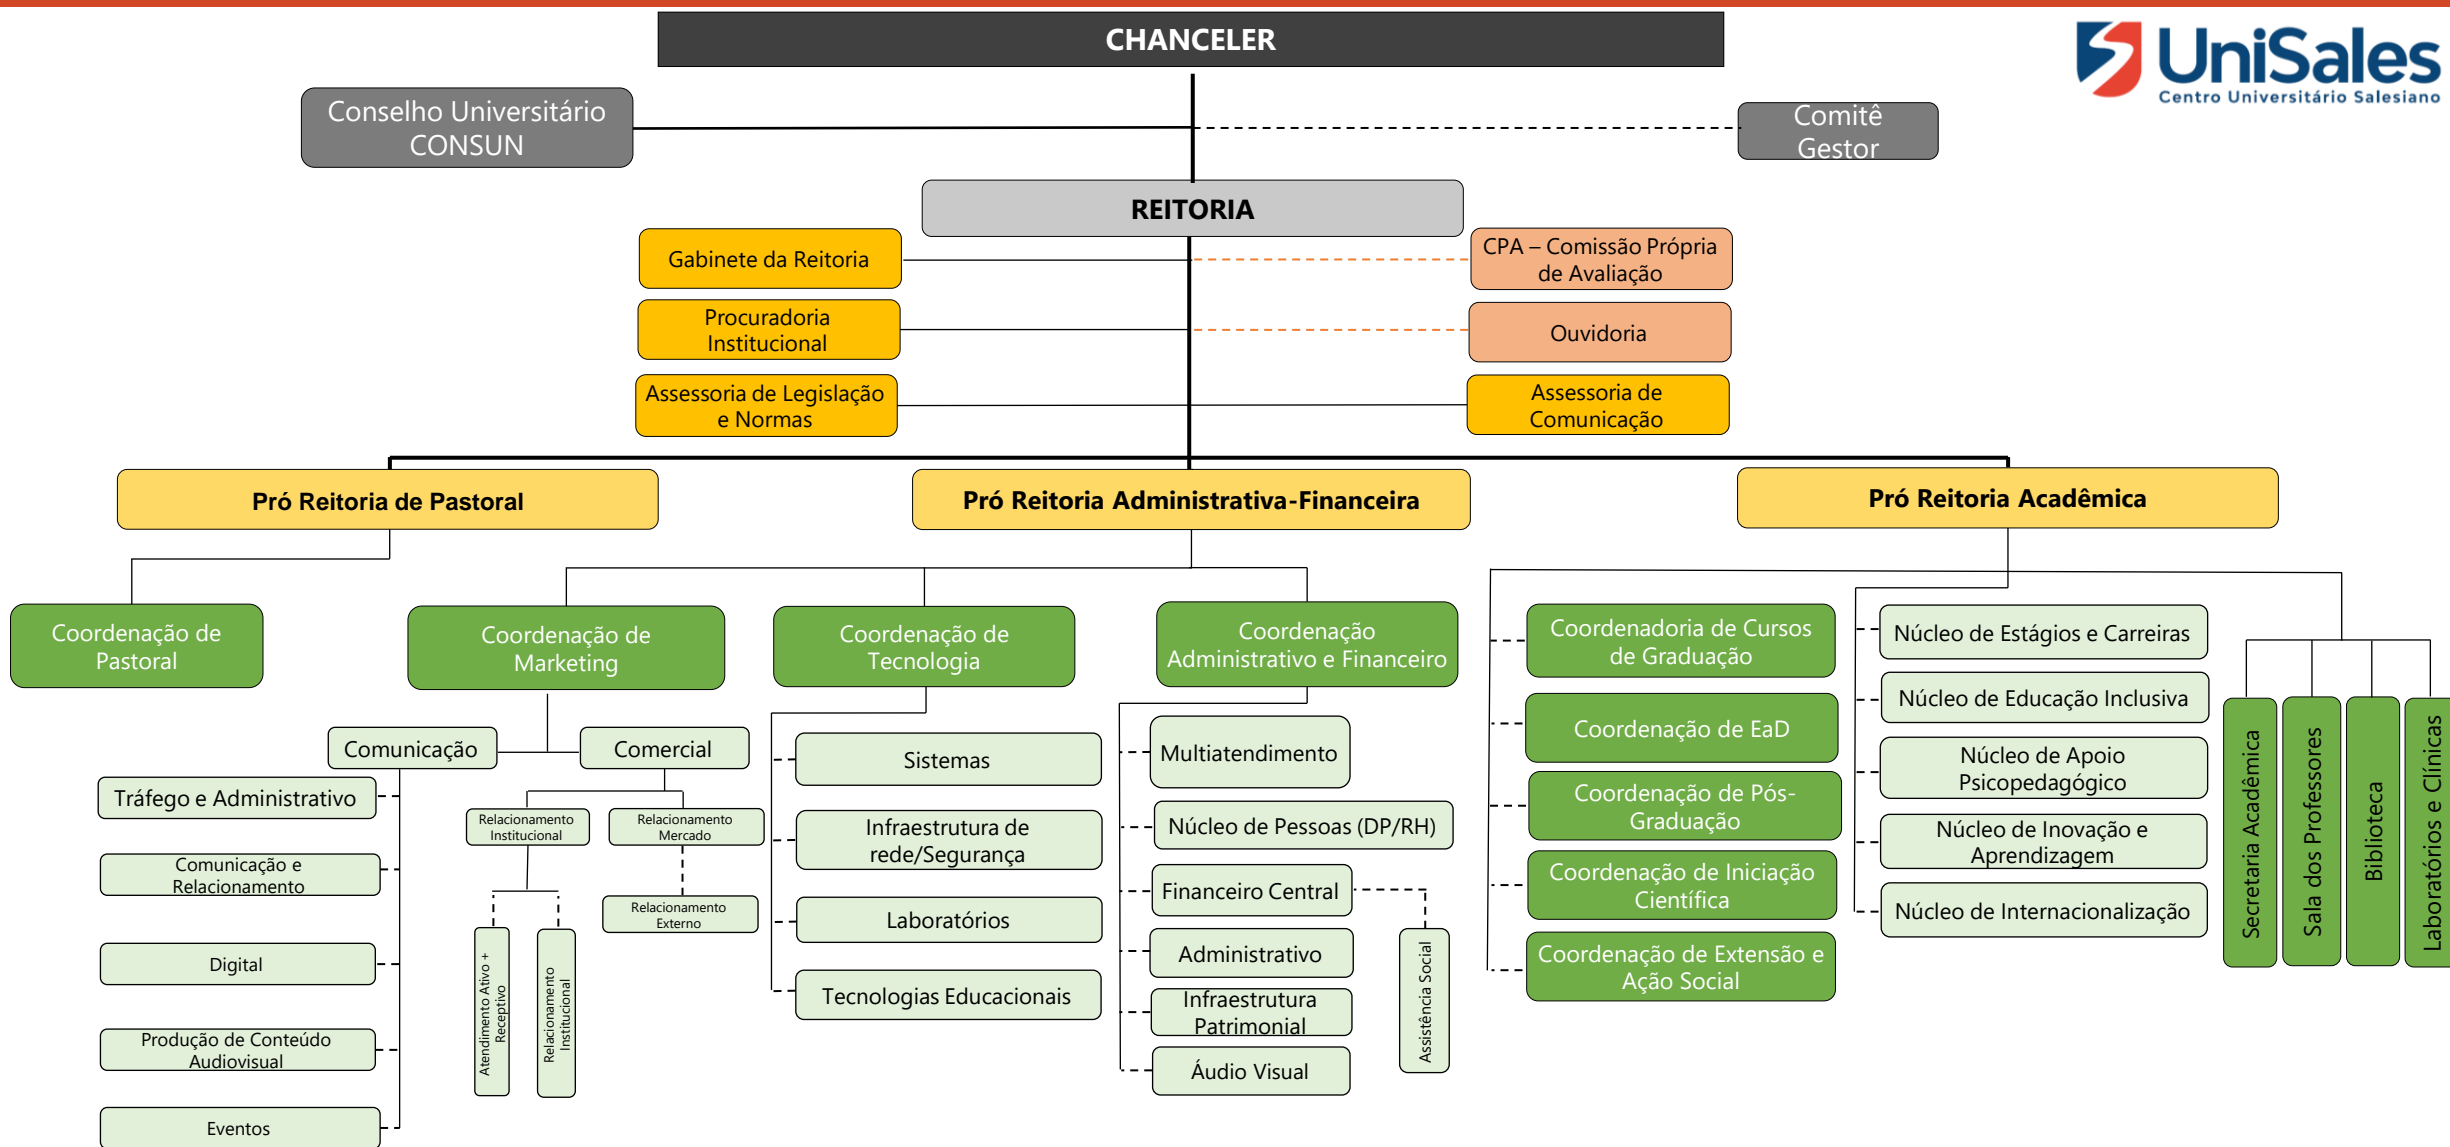 CHANCELER
UniSales
Centro Universitário Salesiano
Conselho Universitário
CONSUN
Comitê
Gestor
REITORIA
Gabinete da Reitoria
CPA – Comissão Própria
de Avaliação
Procuradoria
Institucional
Ouvidoria
Assessoria de Legislação
e Normas
Assessoria de
Comunicação
Pró Reitoria de Pastoral
Pró Reitoria Administrativa-Financeira
Pró Reitoria Acadêmica
Coordenação de
Pastoral
Coordenação de
Marketing
Coordenação de
Tecnologia
Coordenação
Administrativo e Financeiro
Comunicação
Comercial
Tráfego e Administrativo
Comunicação e
Relacionamento
Digital
Produção de Conteúdo
Audiovisual
Eventos
Relacionamento
Institucional
Relacionamento
Mercado
Relacionamento
Externo
Atendimento Ativo +
Receptivo
Relacionamento
Institucional
Sistemas
Infraestrutura de
rede/Segurança
Laboratórios
Tecnologias Educacionais
Multiatendimento
Núcleo de Pessoas (DP/RH)
Financeiro Central
Administrativo
Infraestrutura
Patrimonial
Áudio Visual
Assistência Social
Coordenadoria de Cursos
de Graduação
Coordenação de EaD
Coordenação de Pós-
Graduação
Coordenação de Iniciação
Científica
Coordenação de Extensão e
Ação Social
Núcleo de Estágios e Carreiras
Núcleo de Educação Inclusiva
Núcleo de Apoio
Psicopedagógico
Núcleo de Inovação e
Aprendizagem
Núcleo de Internacionalização
Secretaria Acadêmica
Sala dos Professores
Biblioteca
Laboratórios e Clínicas